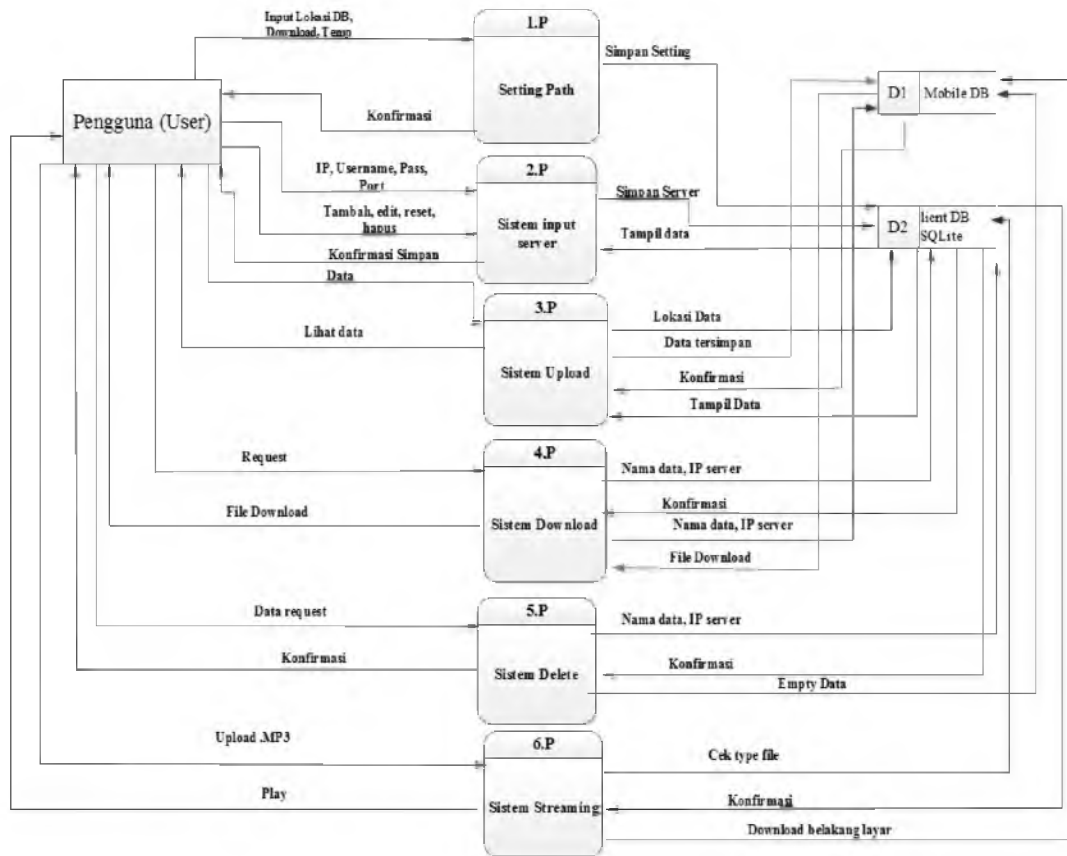 Input Lokasi DB,
Download, Temp
1.P
Setting Path
Simpan Setting
D1
Mobile DB
Pengguna (User)
Konfirmasi
IP, Username, Pass,
Port
2.P
Sistem input
server
Simpan Server
Tambah, edit, reset,
hapus
Tampil data
D2
lient DB
SQLite
Konfirmasi Simpan
Data
3.P
Sistem Upload
Lihat data
Lokasi Data
Data tersimpan
Konfirmasi
Tampil Data
4.P
Sistem Download
Request
Nama data, IP server
Konfirmasi
File Download
Nama data, IP server
File Download
5.P
Sistem Delete
Data request
Nama data, IP server
Konfirmasi
Konfirmasi
Empty Data
6.P
Sistem Streaming
Upload .MP3
Cek type file
Play
Konfirmasi
Download belakang layar